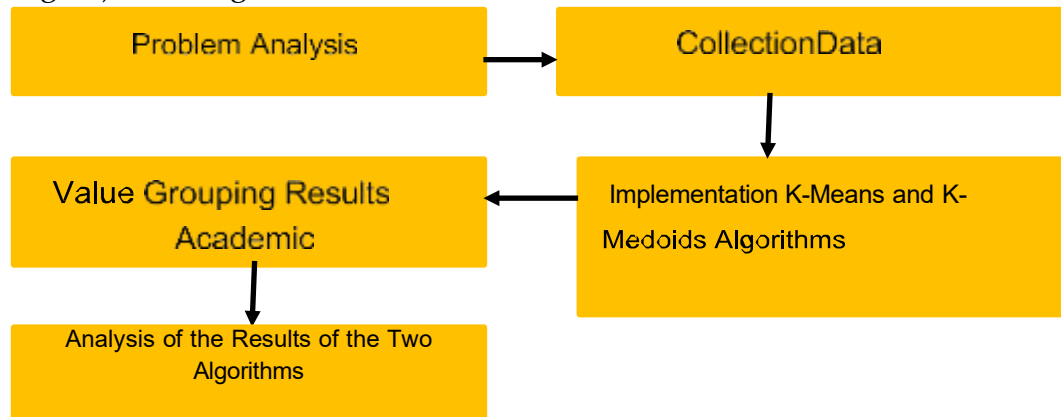 Problem Analysis
CollectionData
Implementation K-Means and K-
Medoids Algorithms
Value Grouping Results
Academic
Analysis of the Results of the Two
Algorithms